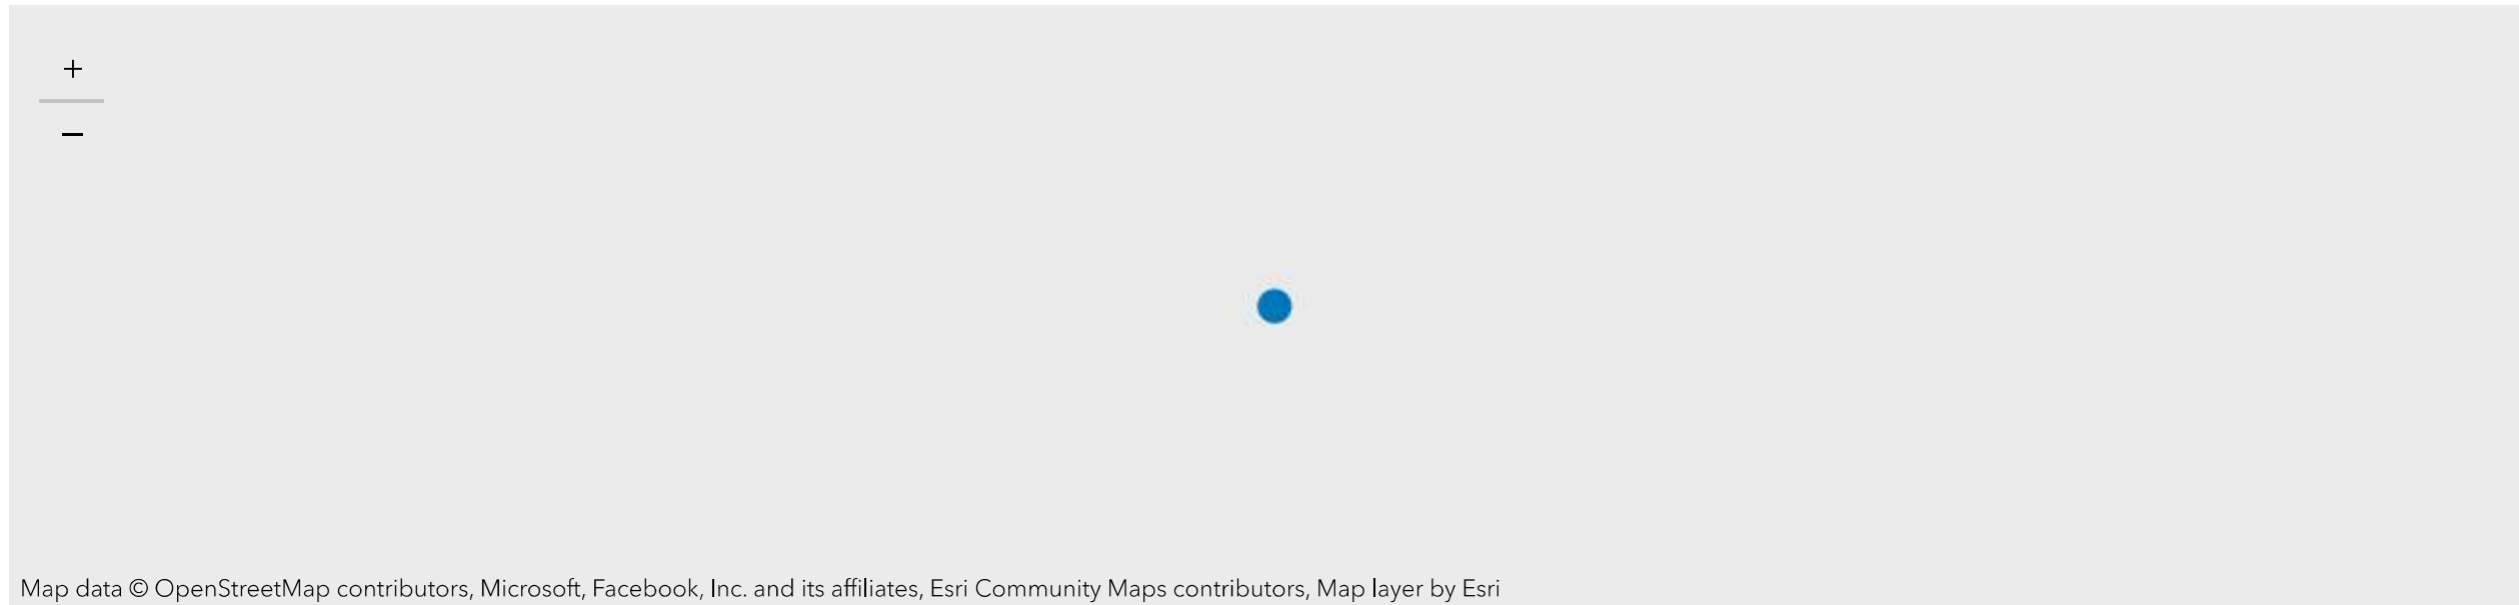 +
−
Map data © OpenStreetMap contributors, Microsoft, Facebook, Inc. and its affiliates, Esri Community Maps contributors, Map layer by Esri